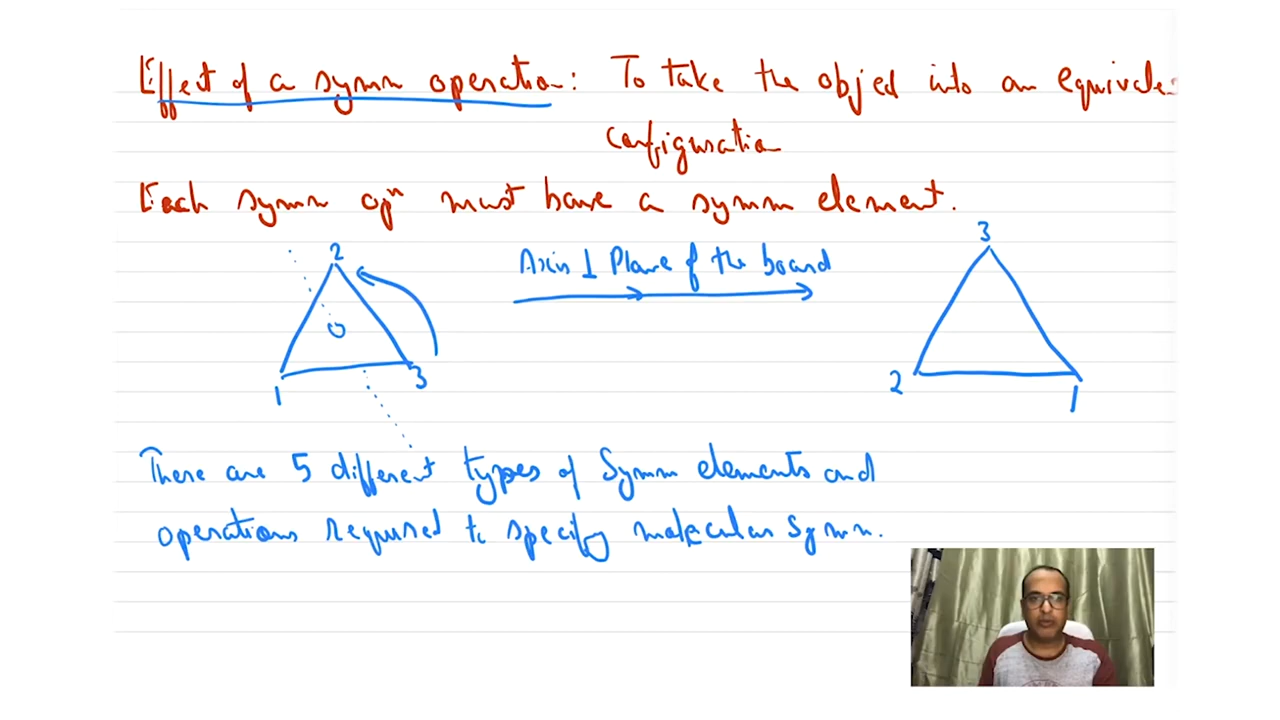 Effect of a symm operation: To take the object into an equivale
configuration
Each symm opn must have a symm element.
2
1
3
Axis ⊥ Plane of the board
3
2
1
There are 5 different types of Symm elements and
operations required to specify molecular Symm.